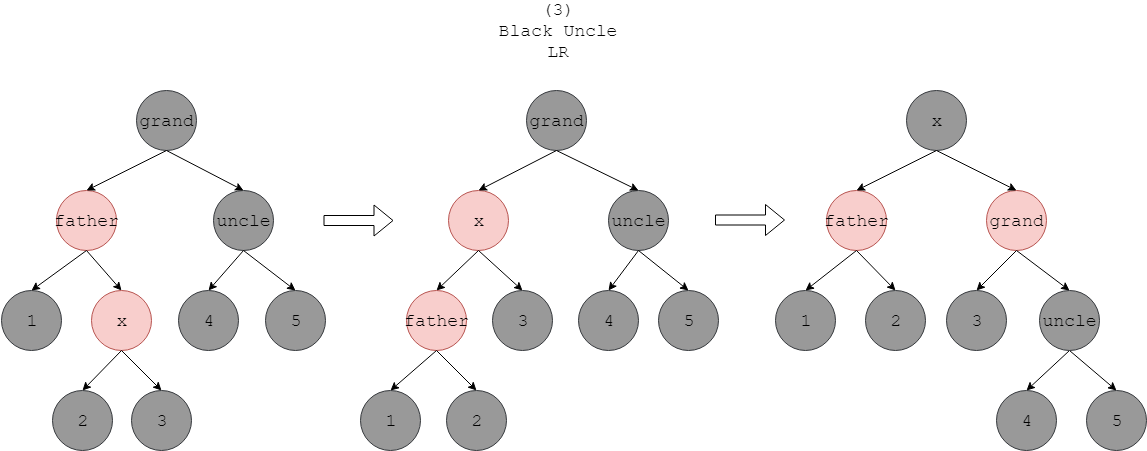 (3)
Black Uncle
LR
grand
father
uncle
1
x
4
5
2
3
grand
x
uncle
father
3
4
5
1
2
x
father
grand
1
2
3
uncle
4
5